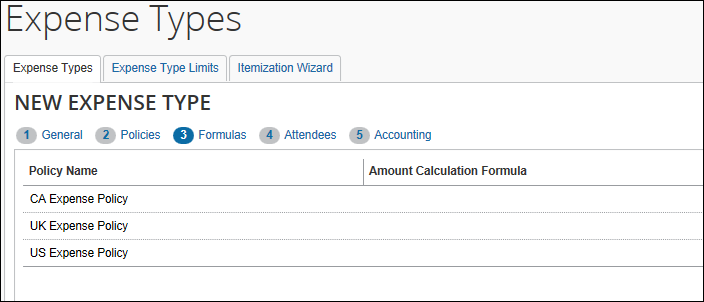 Expense Types
Expense Types Expense Type Limits Itemization Wizard
NEW EXPENSE TYPE
1 General 2 Policies 3 Formulas 4 Attendees 5 Accounting
Policy Name Amount Calculation Formula
CA Expense Policy
UK Expense Policy
US Expense Policy